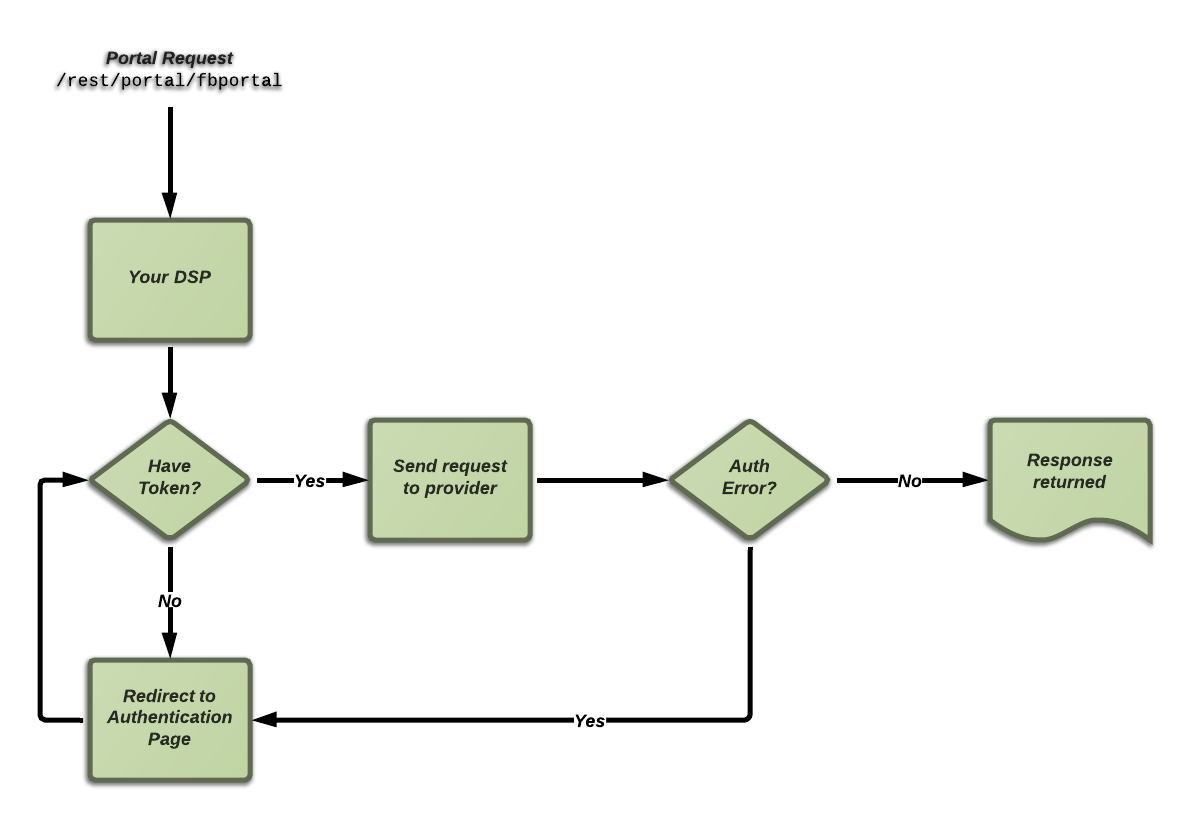 Portal Request
/rest/portal/fbportal
Your DSP
Have
Token?
Yes
Send request
to provider
Auth
Error?
No
Response
returned
No
Redirect to
Authentication
Page
Yes